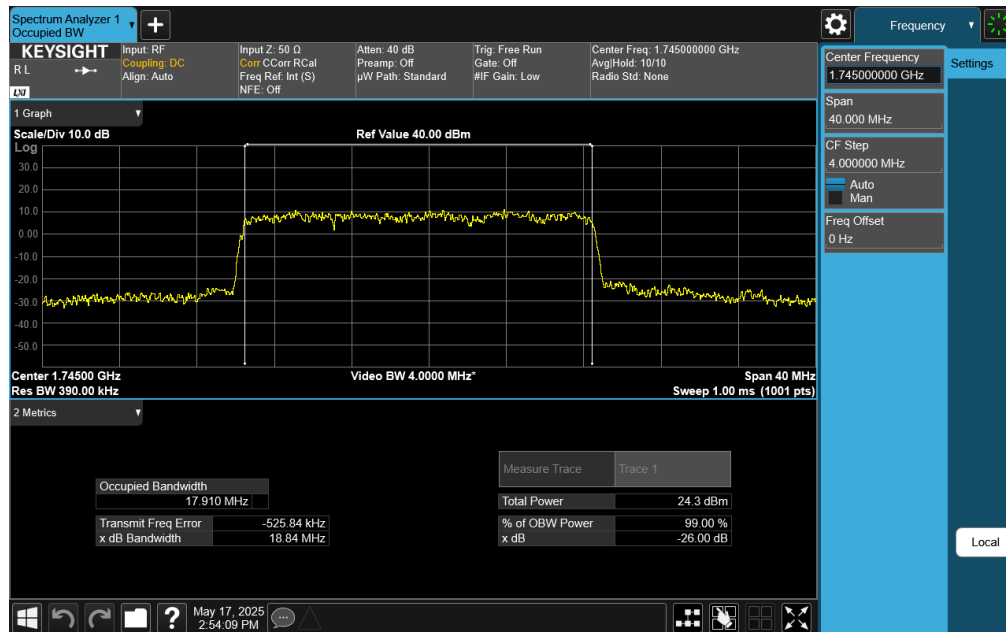 Spectrum Analyzer 1
Occupied BW
Frequency
KEYSIGHT
R L
LXI
Input: RF
Coupling: DC
Align: Auto
Input Z: 50 Ω
Corr CCorr RCal
Freq Ref: Int (S)
NFE: Off
Atten: 40 dB
Preamp: Off
µW Path: Standard
Trig: Free Run
Gate: Off
#IF Gain: Low
Center Freq: 1.745000000 GHz
Avg|Hold: 10/10
Radio Std: None
Center Frequency
1.745000000 GHz
Settings
Span
40.000 MHz
CF Step
4.000000 MHz
Auto
Man
Freq Offset
0 Hz
1 Graph
Scale/Div 10.0 dB
Ref Value 40.00 dBm
Log
30.0
20.0
10.0
0.00
-10.0
-20.0
-30.0
-40.0
-50.0
Center 1.74500 GHz
Video BW 4.0000 MHz*
Span 40 MHz
Res BW 390.00 kHz
Sweep 1.00 ms (1001 pts)
2 Metrics
Measure Trace
Trace 1
Occupied Bandwidth
17.910 MHz
Total Power
24.3 dBm
Transmit Freq Error
-525.84 kHz
% of OBW Power
99.00 %
x dB Bandwidth
18.84 MHz
x dB
-26.00 dB
Local
?
May 17, 2025
2:54:09 PM